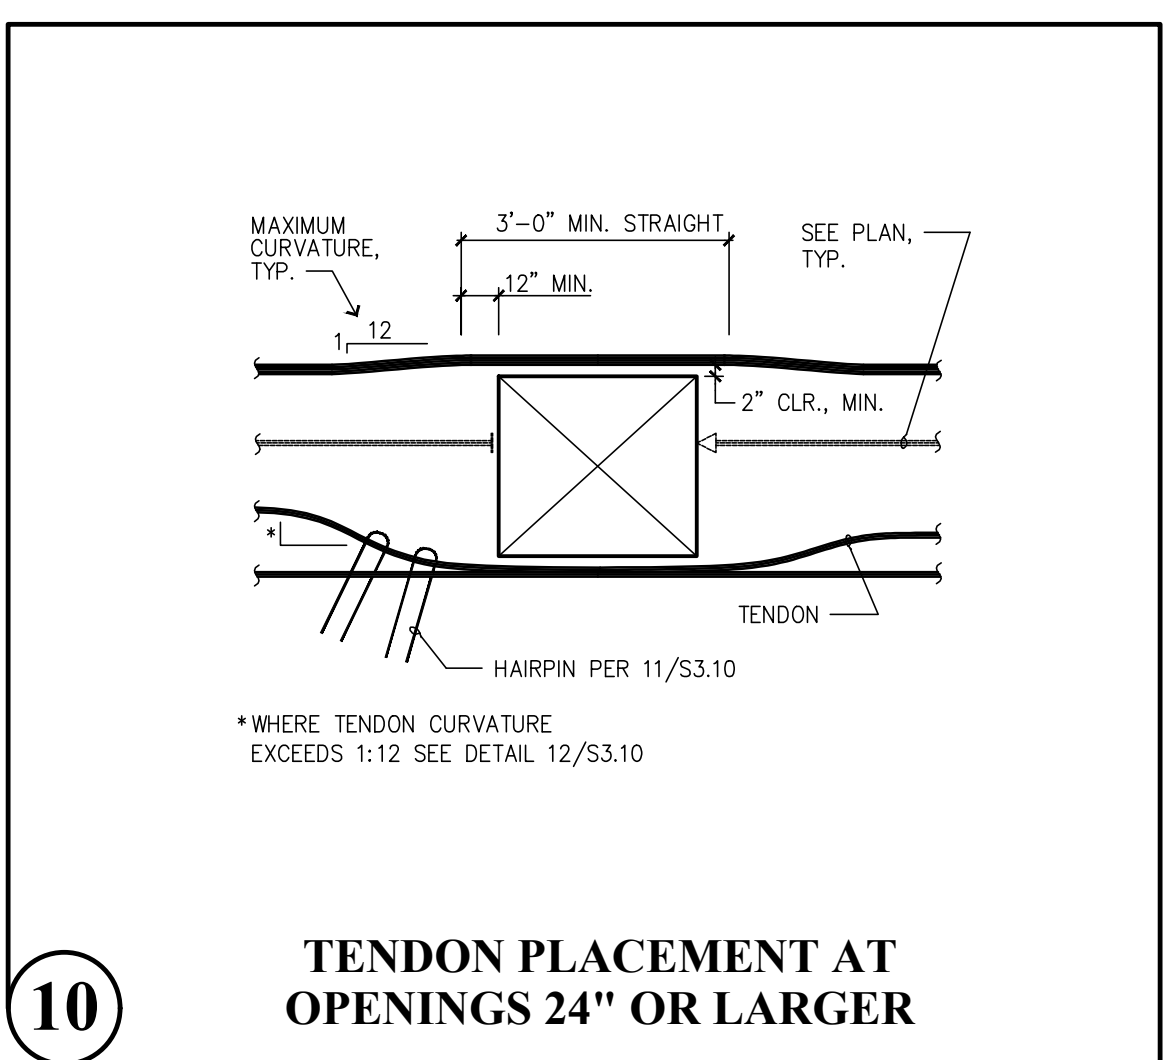 MAXIMUM
CURVATURE,
TYP.
3'-0" MIN. STRAIGHT
12" MIN.
SEE PLAN,
TYP.
1
12
2" CLR., MIN.
*
TENDON
HAIRPIN PER 11/S3.10
* WHERE TENDON CURVATURE
EXCEEDS 1:12 SEE DETAIL 12/S3.10
10
TENDON PLACEMENT AT
OPENINGS 24" OR LARGER